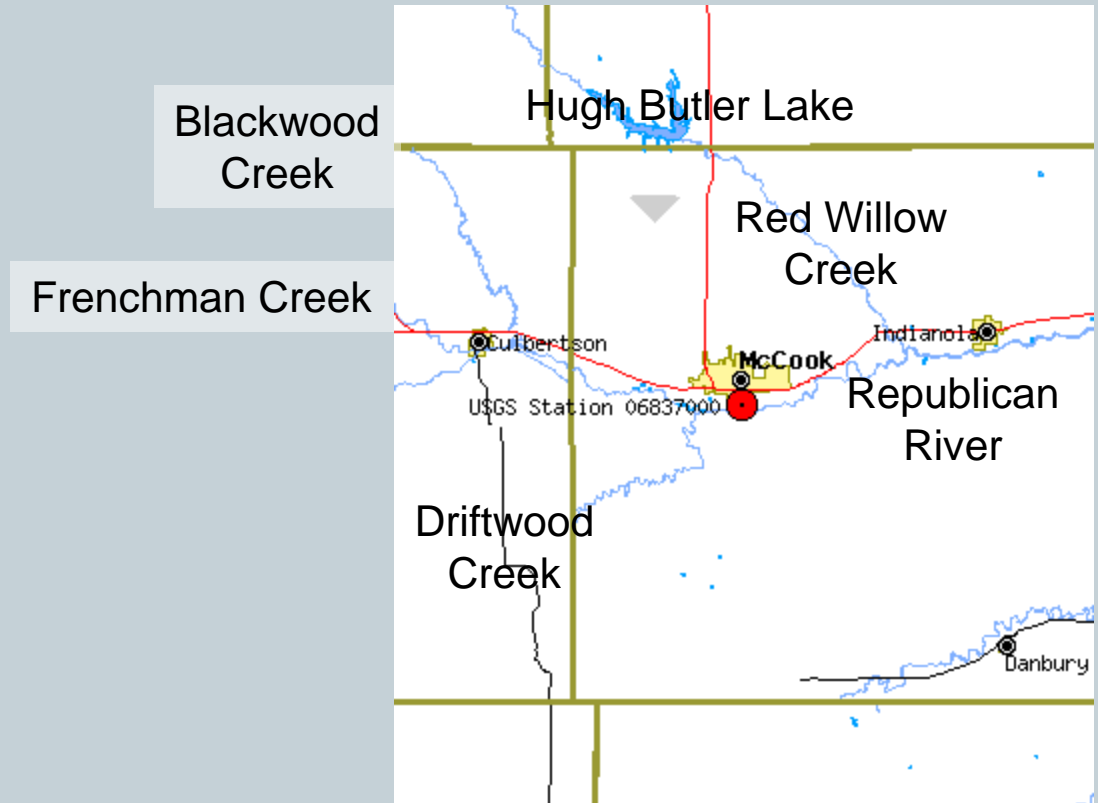 Hugh Butler Lake
Blackwood
Creek
Red Willow
Creek
Frenchman Creek
Indianola
Culbertson
McCook
USGS Station 06837000
Republican
River
Driftwood
Creek
Danbury